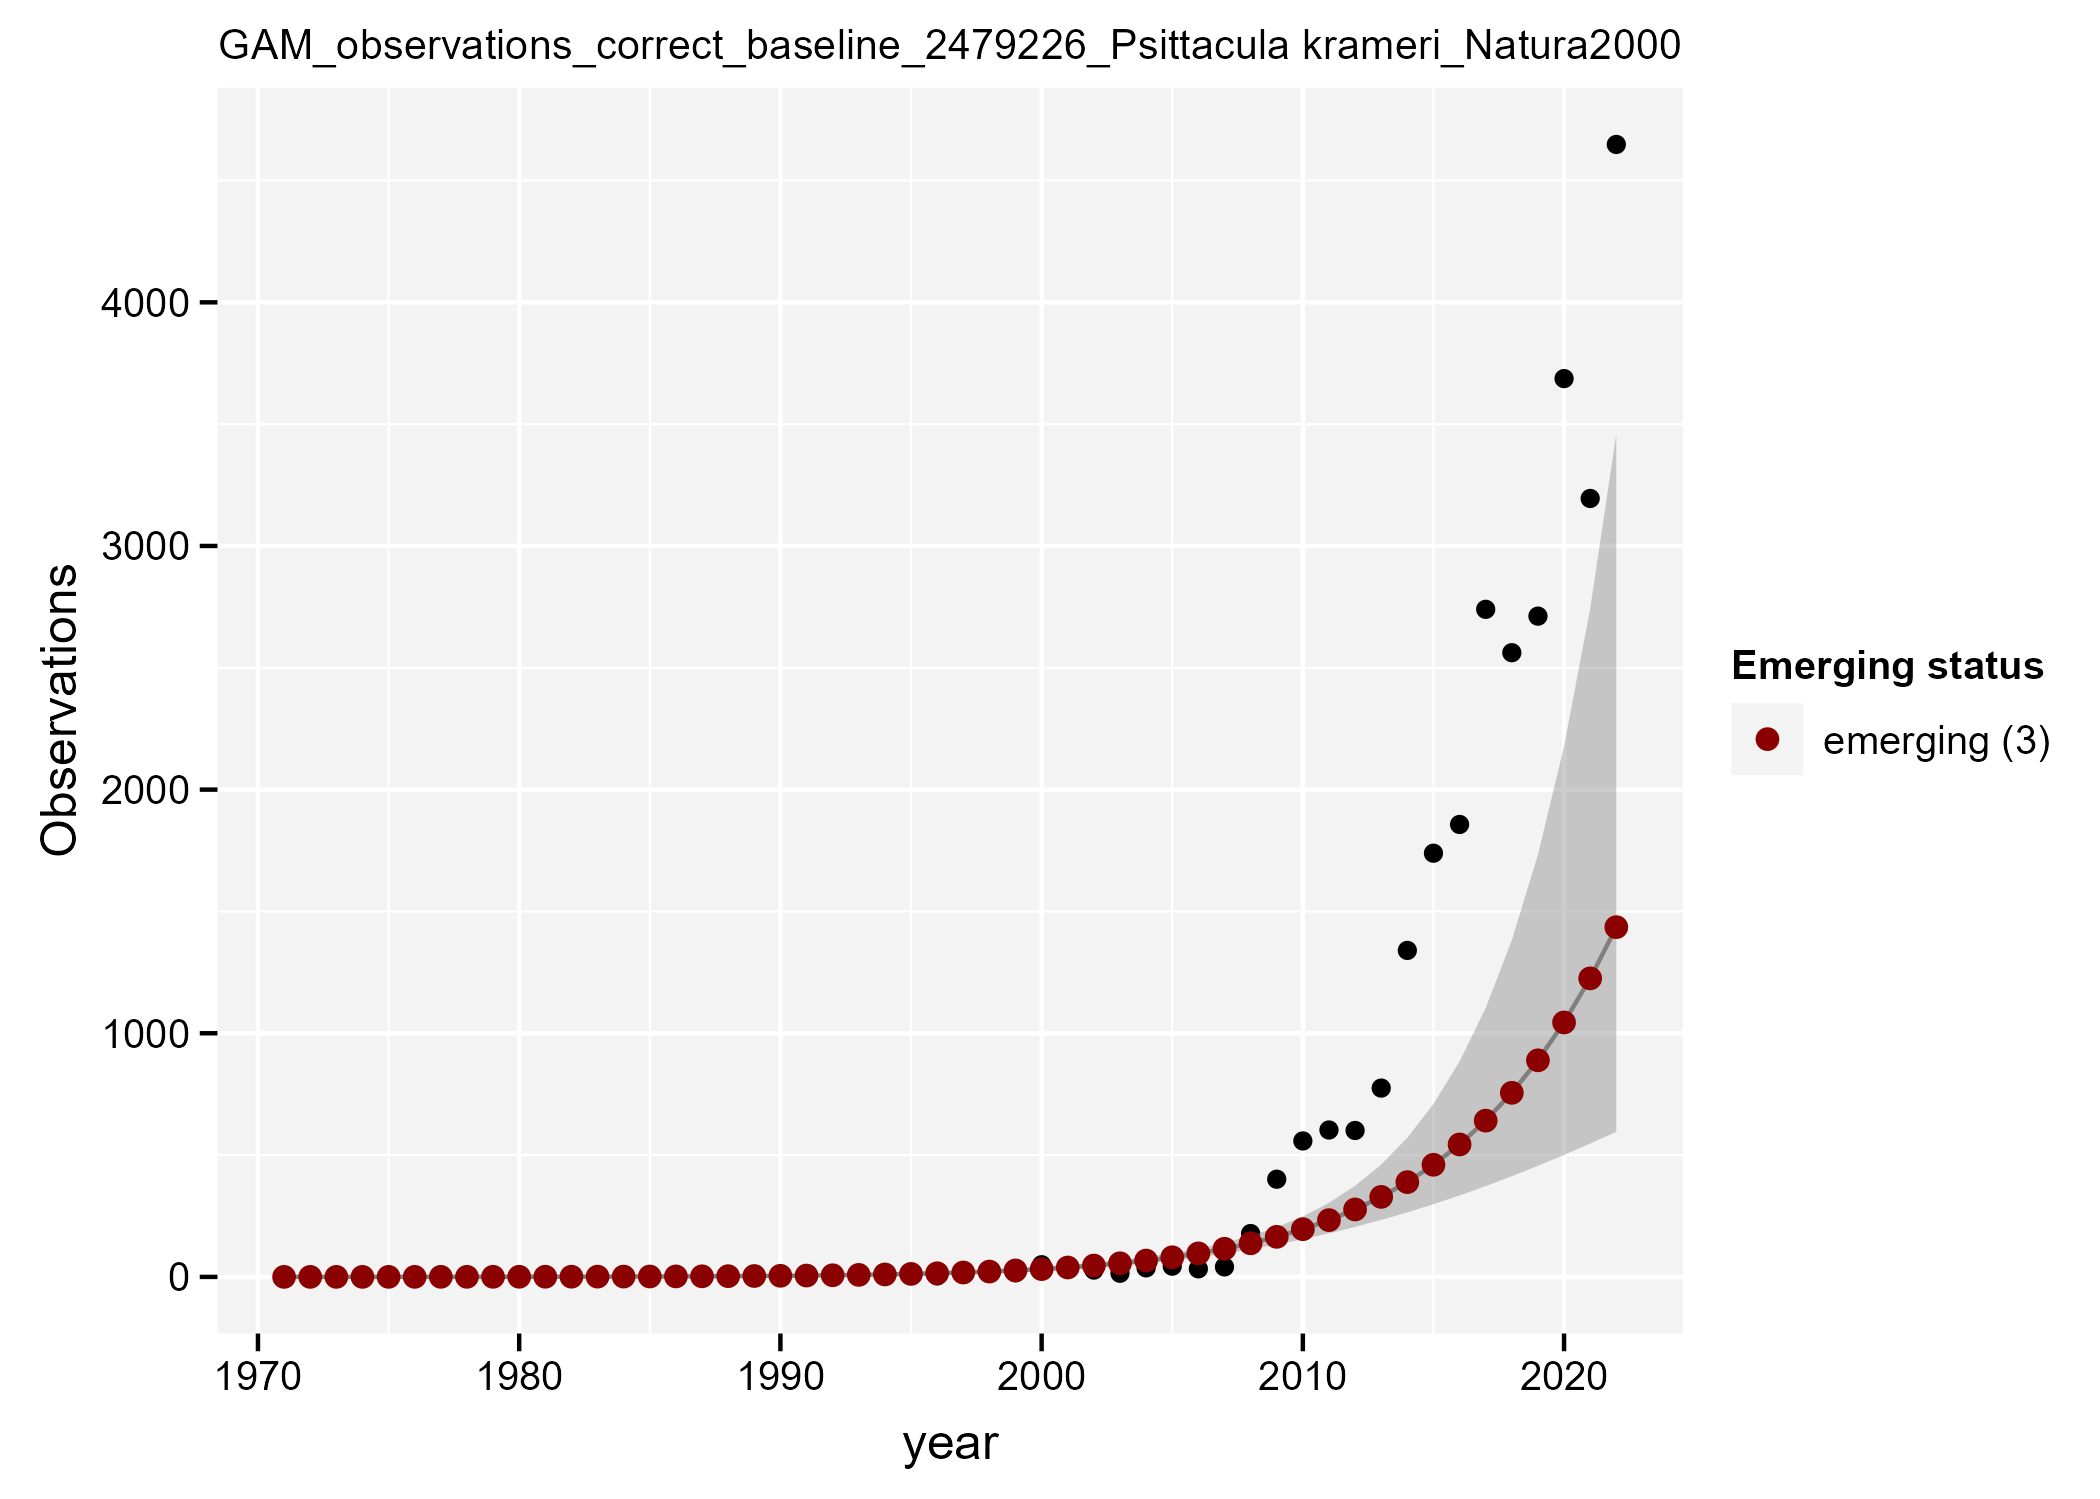 GAM_observations_correct_baseline_2479226_Psittacula krameri_Natura2000
Observations
4000
3000
2000
1000
0
1970 1980 1990 2000 2010 2020
year
Emerging status
emerging (3)